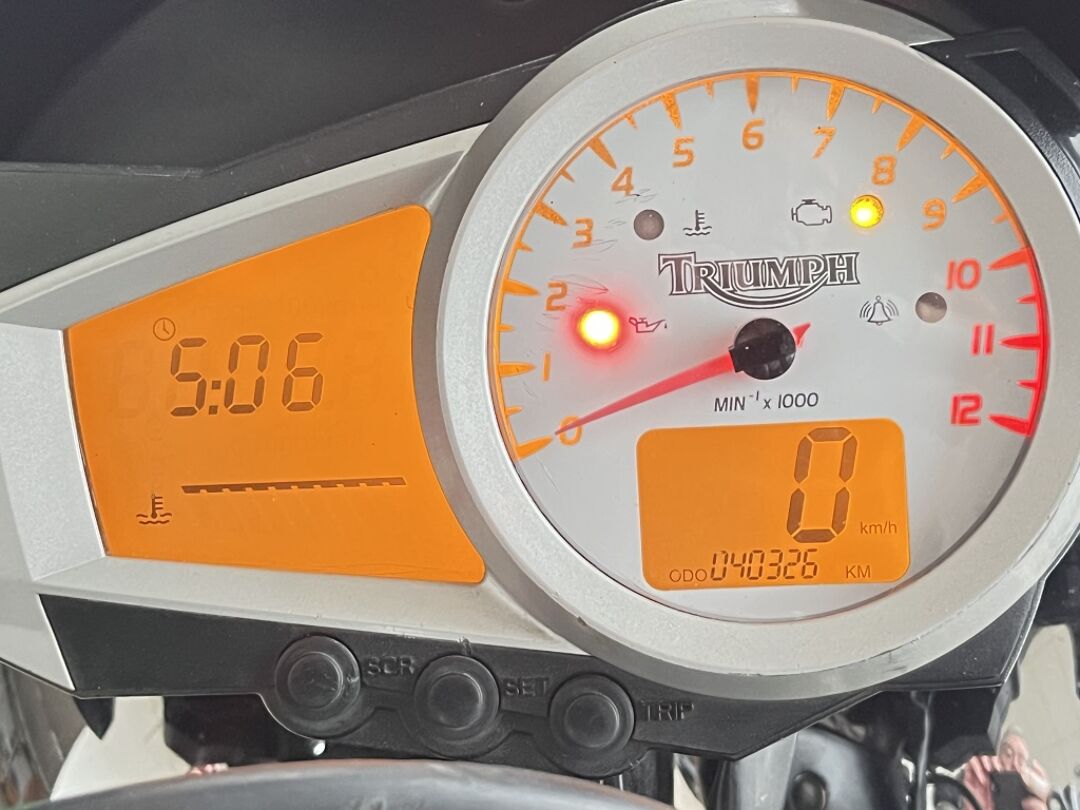 5:06
0
1
2
3
4
5
6
7
8
9
10
11
12
TRIUMPH
MIN⁻¹ x 1000
0
km/h
ODO 040326 KM
SCR
SET
TRIP